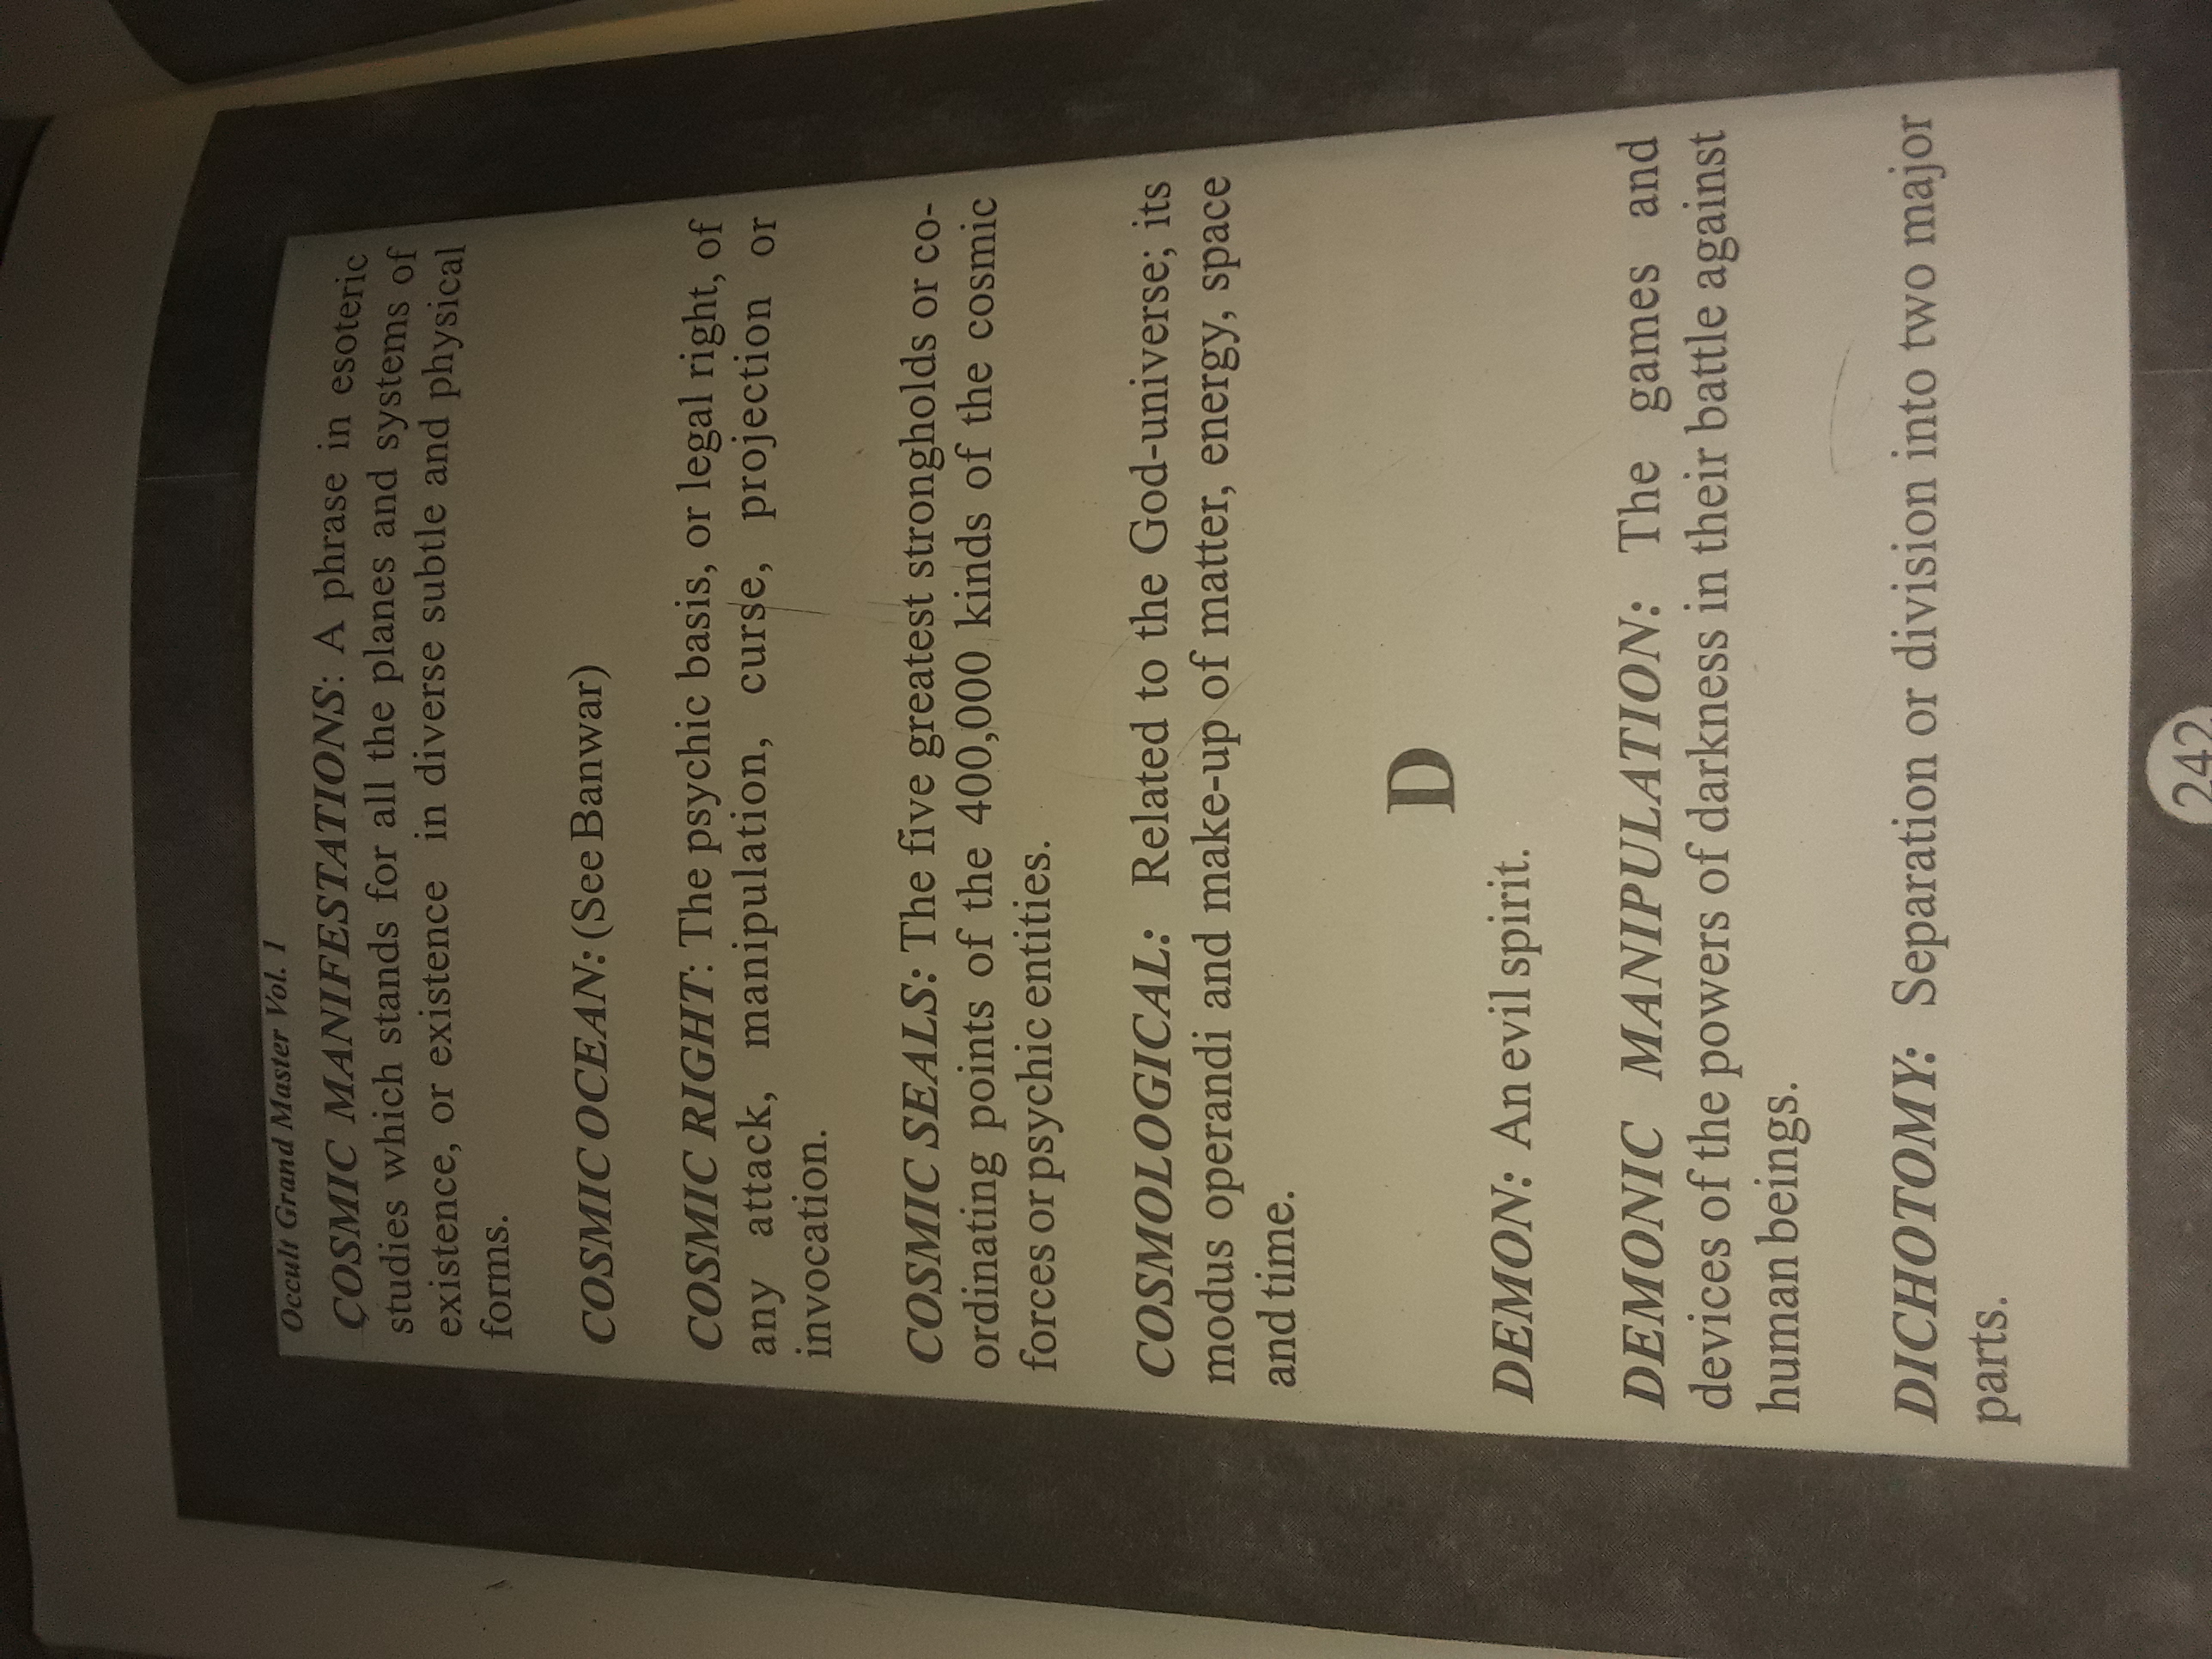 Occult Grand Master Vol. 1
COSMIC MANIFESTATIONS: A phrase in esoteric
studies which stands for all the planes and systems of
existence, or existence in diverse subtle and physical
forms.
COSMIC OCEAN: (See Banwar)
COSMIC RIGHT: The psychic basis, or legal right, of
any attack, manipulation, curse, projection or
invocation.
COSMIC SEALS: The five greatest strongholds or co-
ordinating points of the 400,000 kinds of the cosmic
forces or psychic entities.
COSMOLOGICAL: Related to the God-universe; its
modus operandi and make-up of matter, energy, space
and time.
D
DEMON: An evil spirit.
DEMONIC MANIPULATION: The games and
devices of the powers of darkness in their battle against
human beings.
DICHOTOMY: Separation or division into two major
parts.
242